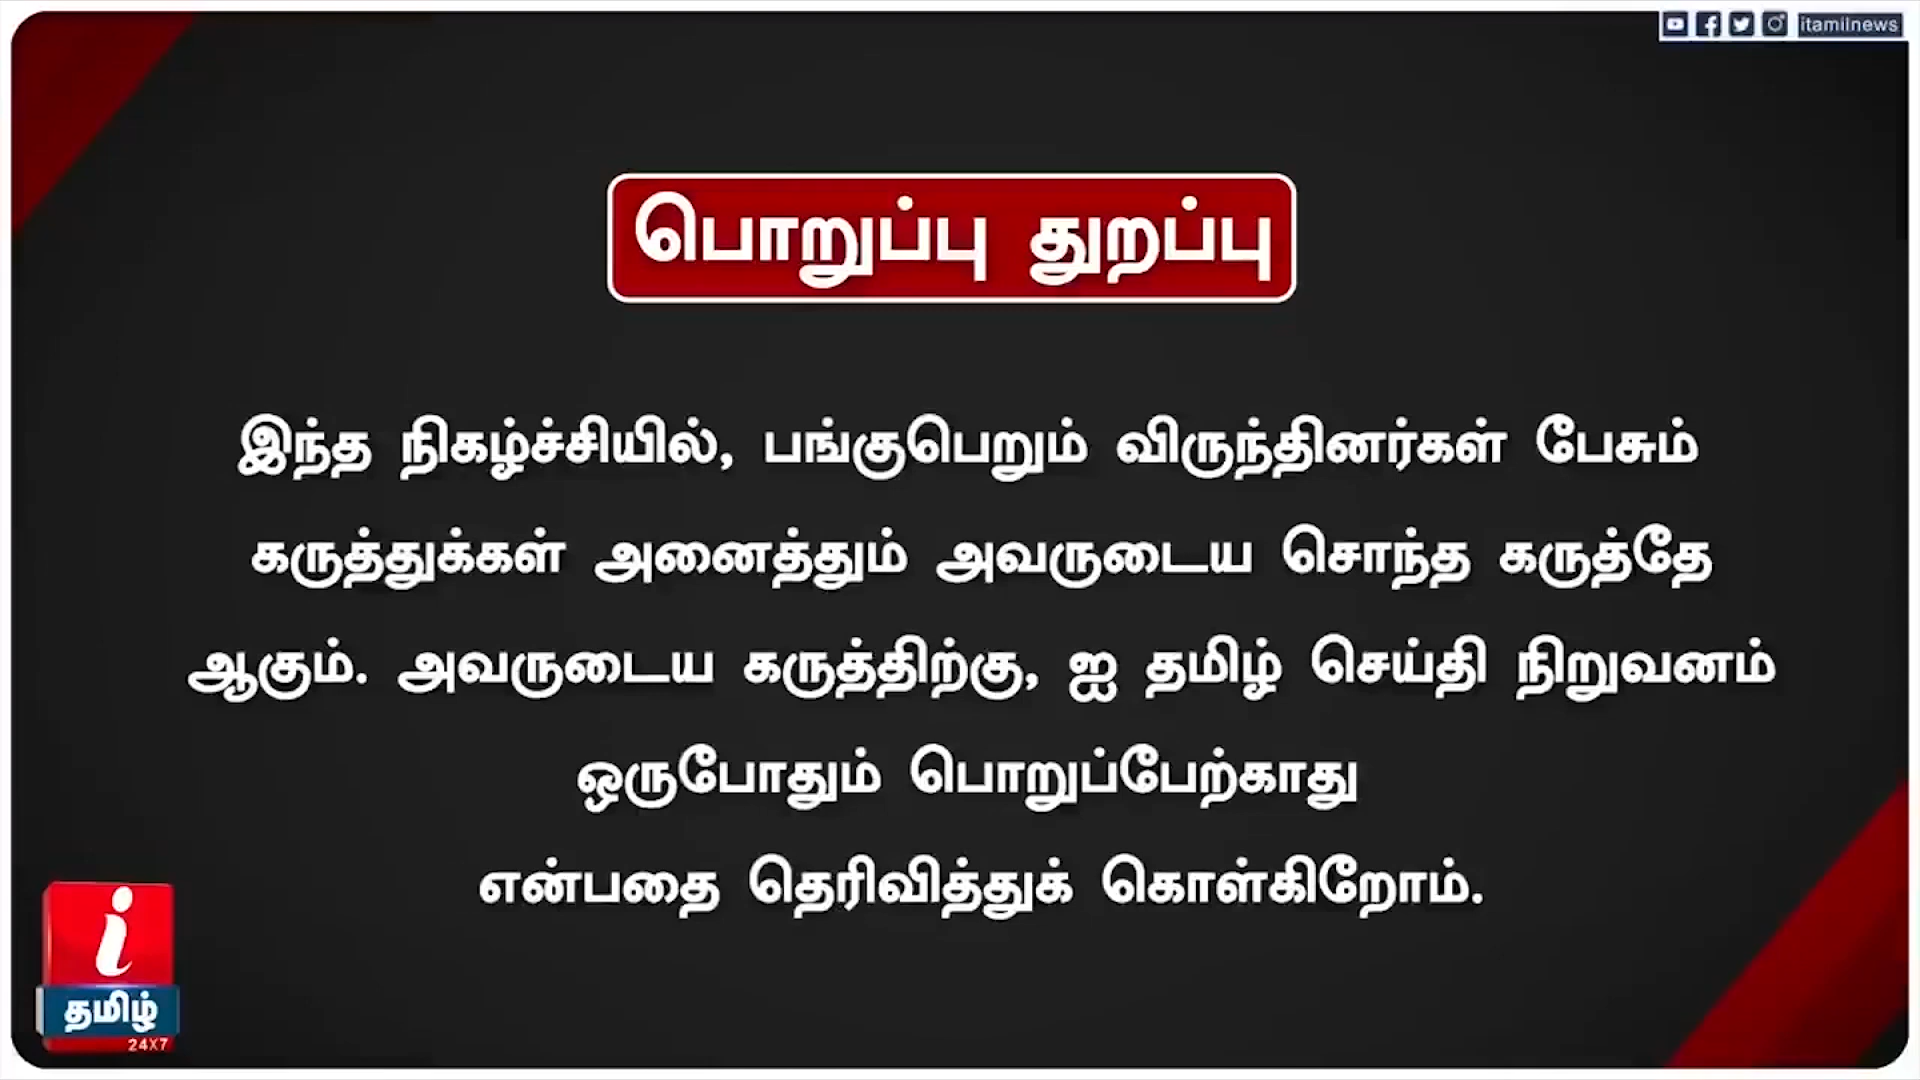 itamilnews
பொறுப்பு துறப்பு
இந்த நிகழ்ச்சியில், பங்குபெறும் விருந்தினர்கள் பேசும்
கருத்துக்கள் அனைத்தும் அவருடைய சொந்த கருத்தே
ஆகும். அவருடைய கருத்திற்கு, ஐ தமிழ் செய்தி நிறுவனம்
ஒருபோதும் பொறுப்பேற்காது
என்பதை தெரிவித்துக் கொள்கிறோம்.
i
தமிழ்
24X7